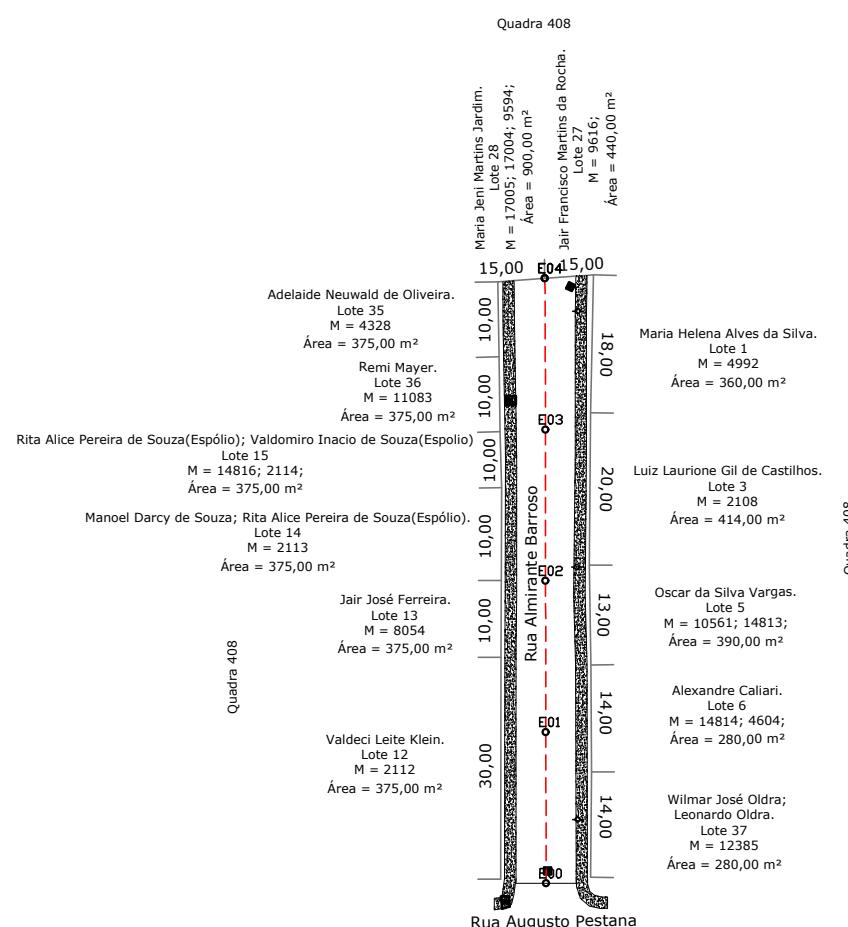 Quadra 408
Maria Jeni Martins Jardim.
Lote 28
M = 17005; 17004; 9594;
Área = 900,00 m²
Jair Francisco Martins da Rocha.
Lote 27
M = 9616;
Área = 440,00 m²
15,00
E04
15,00
Adelaide Neuwald de Oliveira.
Lote 35
M = 4328
Área = 375,00 m²
10,00
Remi Mayer.
Lote 36
M = 11083
Área = 375,00 m²
10,00
Rita Alice Pereira de Souza(Espólio); Valdomiro Inacio de Souza(Espolio)
Lote 15
M = 14816; 2114;
Área = 375,00 m²
10,00
Manoel Darcy de Souza; Rita Alice Pereira de Souza(Espólio).
Lote 14
M = 2113
Área = 375,00 m²
10,00
Jair José Ferreira.
Lote 13
M = 8054
Área = 375,00 m²
10,00
Quadra 408
Valdeci Leite Klein.
Lote 12
M = 2112
Área = 375,00 m²
30,00
E03
E02
Rua Almirante Barroso
E01
E00
18,00
Maria Helena Alves da Silva.
Lote 1
M = 4992
Área = 360,00 m²
20,00
Luiz Laurione Gil de Castilhos.
Lote 3
M = 2108
Área = 414,00 m²
Quadra 408
13,00
Oscar da Silva Vargas.
Lote 5
M = 10561; 14813;
Área = 390,00 m²
14,00
Alexandre Caliari.
Lote 6
M = 14814; 4604;
Área = 280,00 m²
14,00
Wilmar José Oldra;
Leonardo Oldra.
Lote 37
M = 12385
Área = 280,00 m²
Rua Augusto Pestana